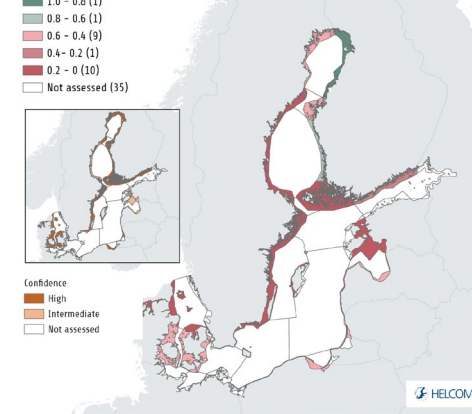 1.0 - 0.8 (1)
0.8 - 0.6 (1)
0.6 - 0.4 (9)
0.4- 0.2 (1)
0.2 - 0 (10)
Not assessed (35)
Confidence
High
Intermediate
Not assessed
HELCOM